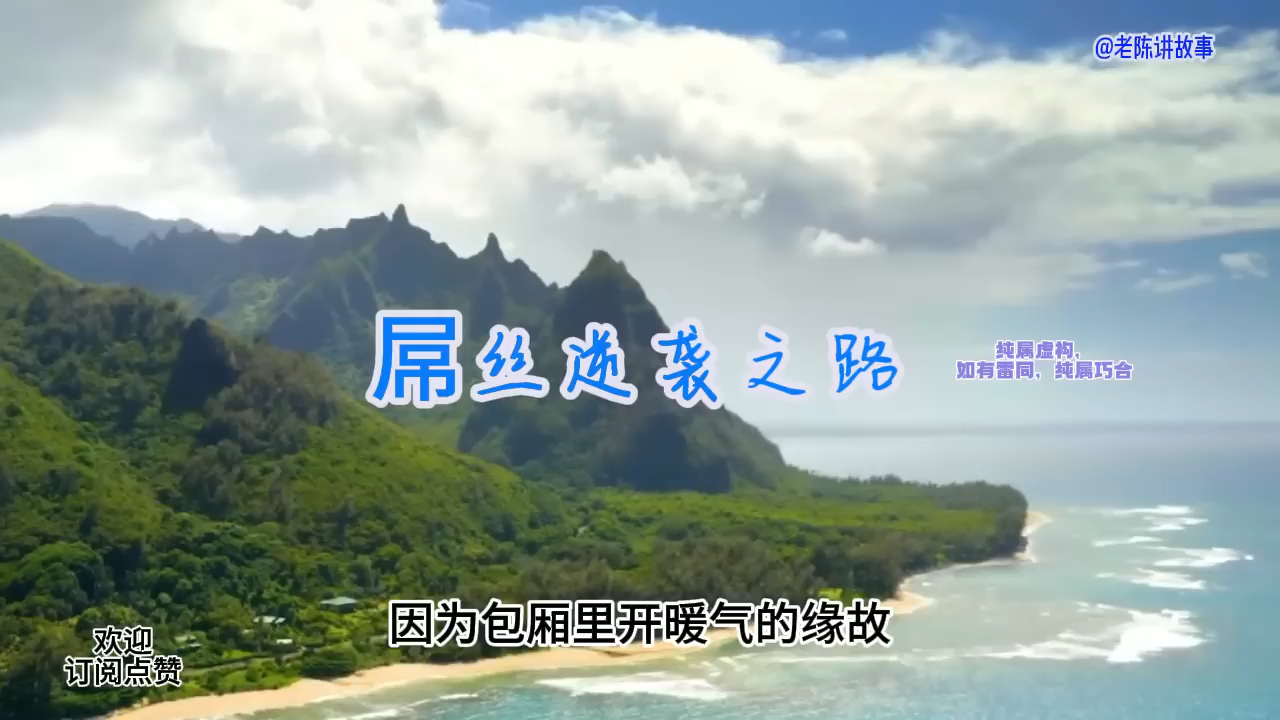 @老陈讲故事
屌丝逆袭之路
纯属虚构，
如有雷同，纯属巧合
因为包厢里开暖气的缘故
欢迎
订阅点赞